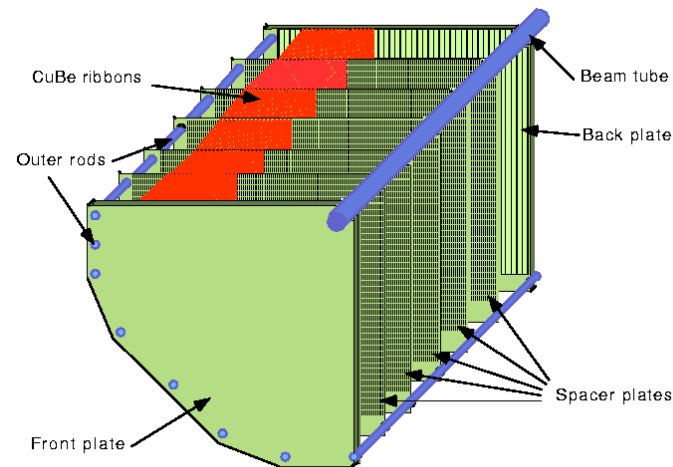 CuBe ribbons
Beam tube
Back plate
Outer rods
Spacer plates
Front plate